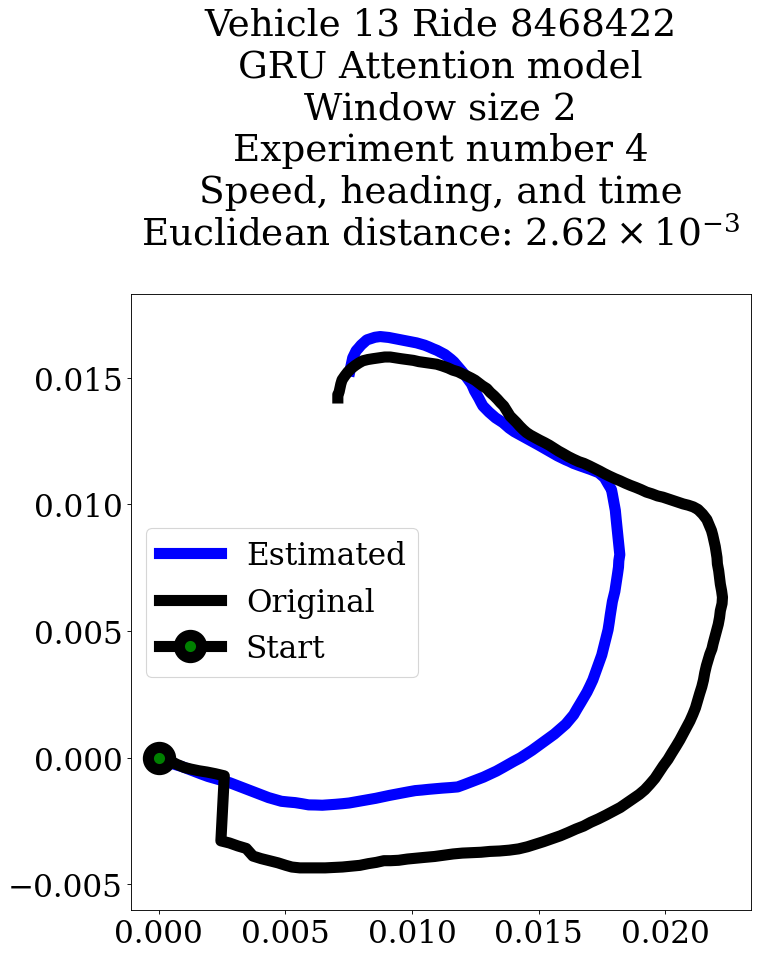 Vehicle 13 Ride 8468422
GRU Attention model
Window size 2
Experiment number 4
Speed, heading, and time
Euclidean distance: 2.62 × 10⁻³
0.015
0.010
0.005
0.000
−0.005
Estimated
Original
Start
0.000 0.005 0.010 0.015 0.020